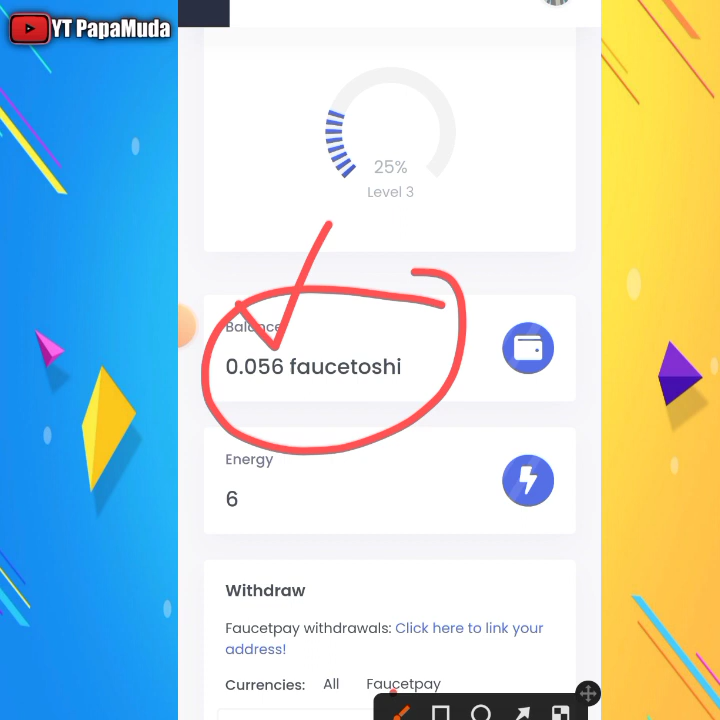 YT PapaMuda
25%
Level 3
Balance
0.056 faucetoshi
Energy
6
Withdraw
Faucetpay withdrawals: Click here to link your
address!
Currencies: All Faucetpay